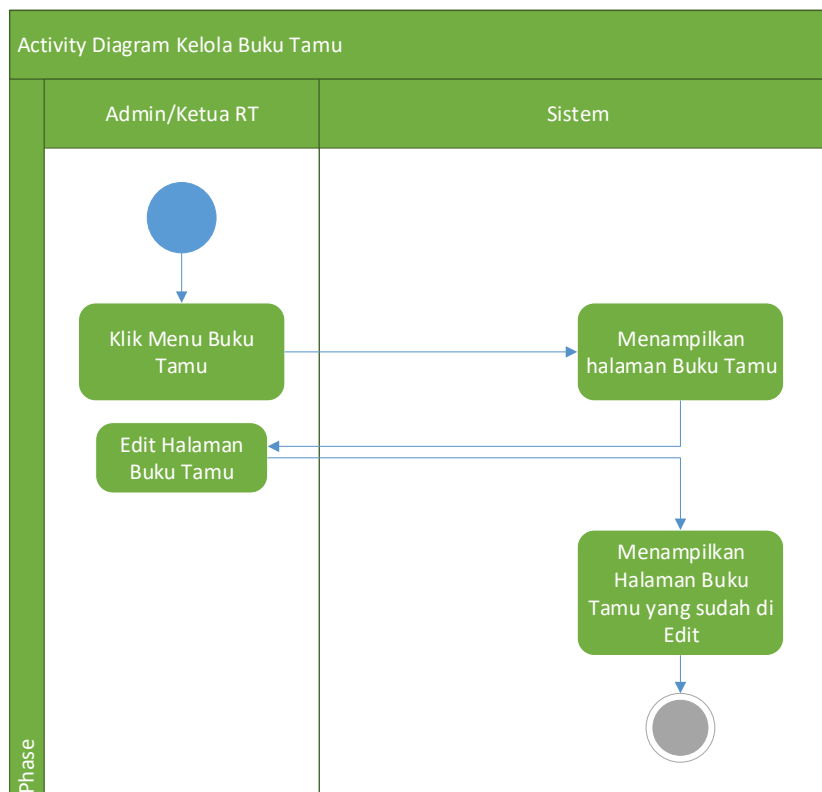 Activity Diagram Kelola Buku Tamu
Admin/Ketua RT
Sistem
Klik Menu Buku
Tamu
Menampilkan
halaman Buku Tamu
Edit Halaman
Buku Tamu
Menampilkan
Halaman Buku
Tamu yang sudah di
Edit
Phase